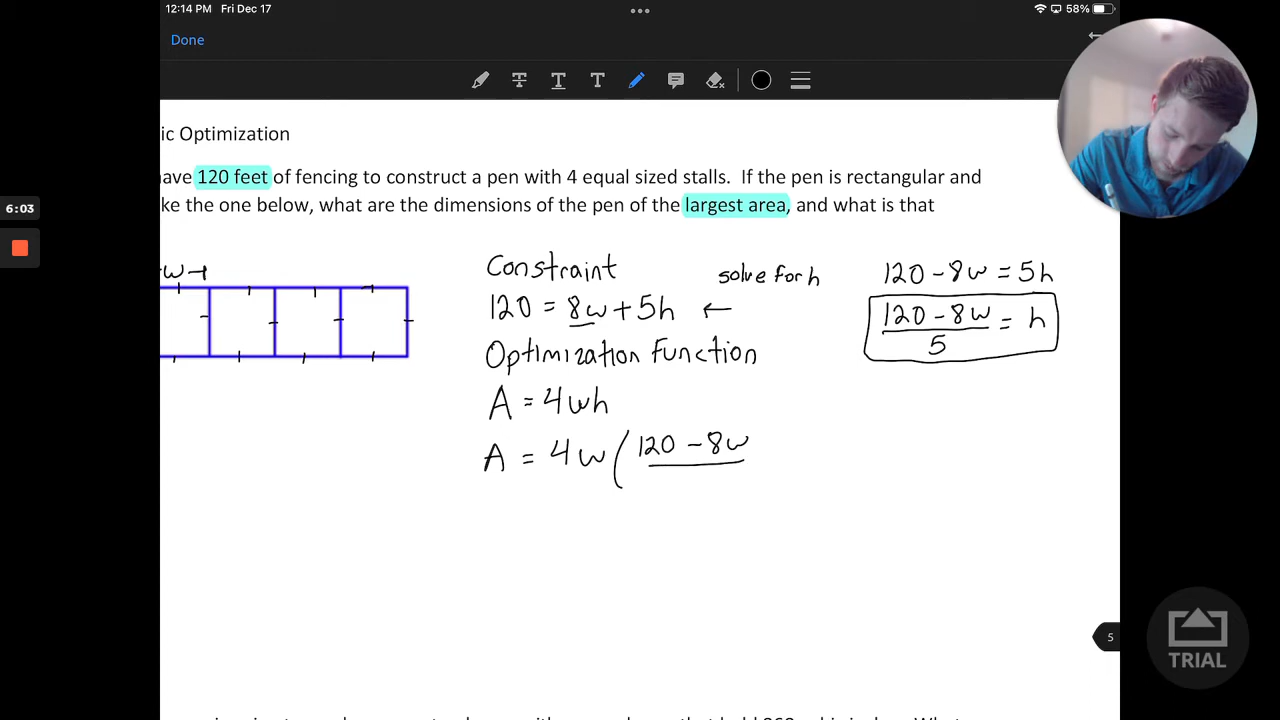 12:14 PM Fri Dec 17
58%
Done
ic Optimization
ave 120 feet of fencing to construct a pen with 4 equal sized stalls. If the pen is rectangular and
ke the one below, what are the dimensions of the pen of the largest area, and what is that
6:03
w
Constraint
solve for h
120 - 8w = 5h
120 = 8w + 5h ←
120 - 8w / 5 = h
Optimization Function
A = 4wh
A = 4w ( 120 - 8w
5
TRIAL